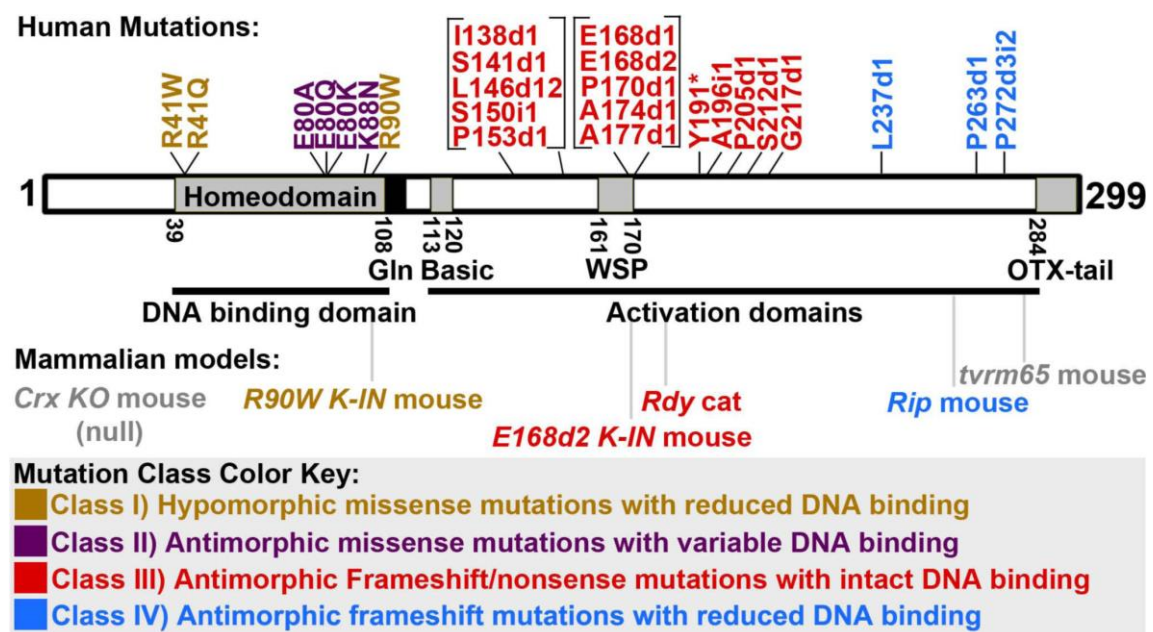 Human Mutations:
R41W
R41Q
E80A
E80Q
E80K
K88N
R90W
I138d1
S141d1
L146d12
S150i1
P153d1
E168d1
E168d2
P170d1
A174d1
A177d1
Y191*
A196i1
P205d1
S212d1
G217d1
L237d1
P263d1
P272d3i2
1
Homeodomain
299
39
108
113
120
161
170
284
Gln Basic
WSP
OTX-tail
DNA binding domain
Activation domains
Mammalian models:
Crx KO mouse
(null)
R90W K-IN mouse
Rdy cat
E168d2 K-IN mouse
Rip mouse
tvrm65 mouse
Mutation Class Color Key:
Class I) Hypomorphic missense mutations with reduced DNA binding
Class II) Antimorphic missense mutations with variable DNA binding
Class III) Antimorphic Frameshift/nonsense mutations with intact DNA binding
Class IV) Antimorphic frameshift mutations with reduced DNA binding